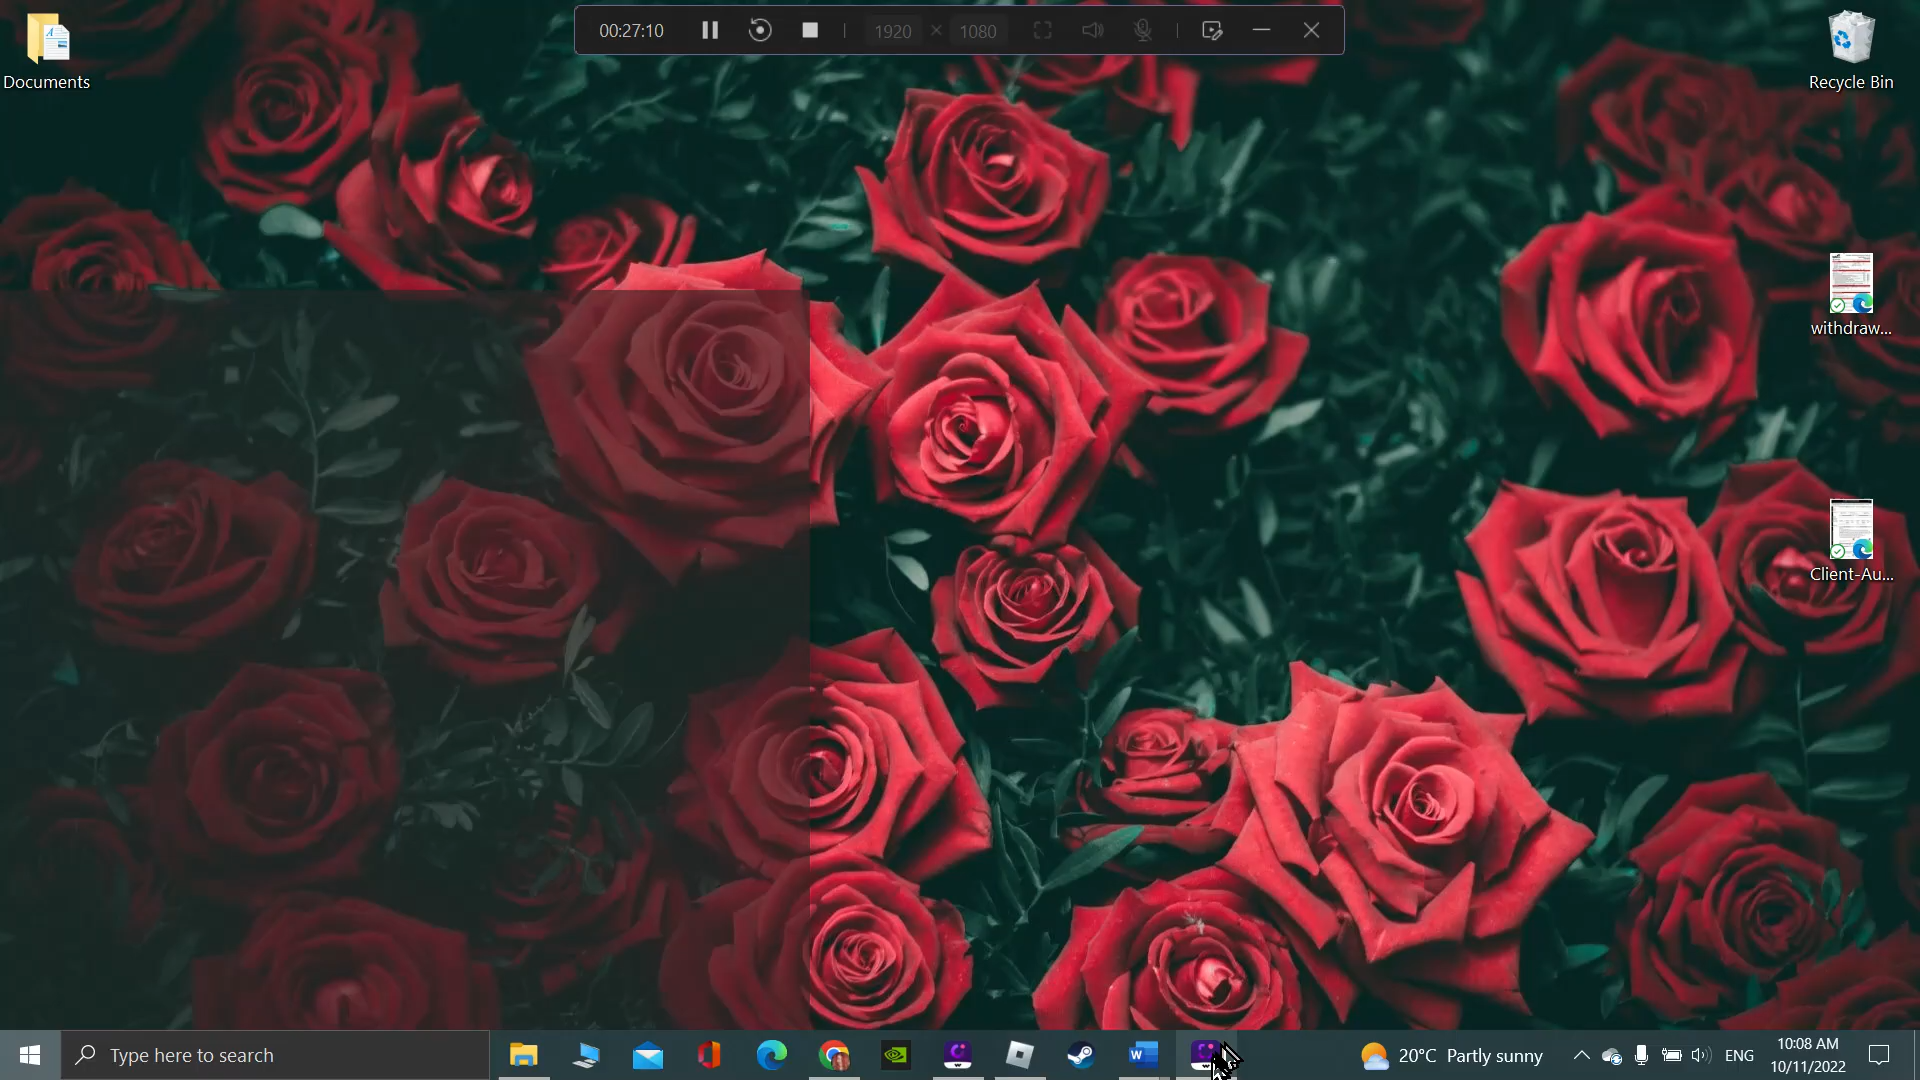 00:27:10
1920 × 1080
Documents
Recycle Bin
withdraw...
Client-Au...
Type here to search
20°C Partly sunny
ENG
10:08 AM
10/11/2022